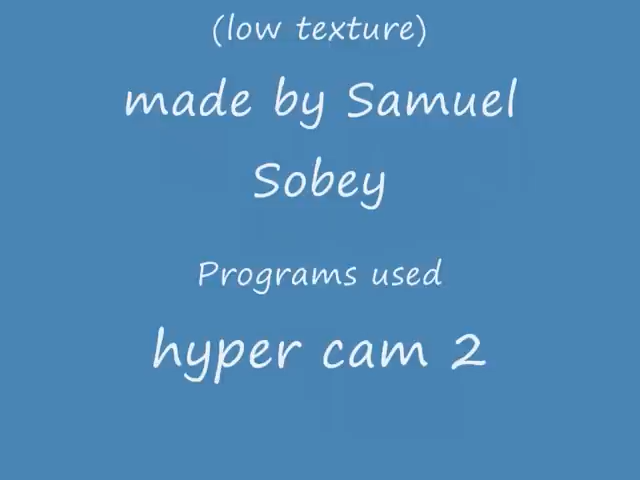 (low texture)
made by Samuel
Sobey
Programs used
hyper cam 2